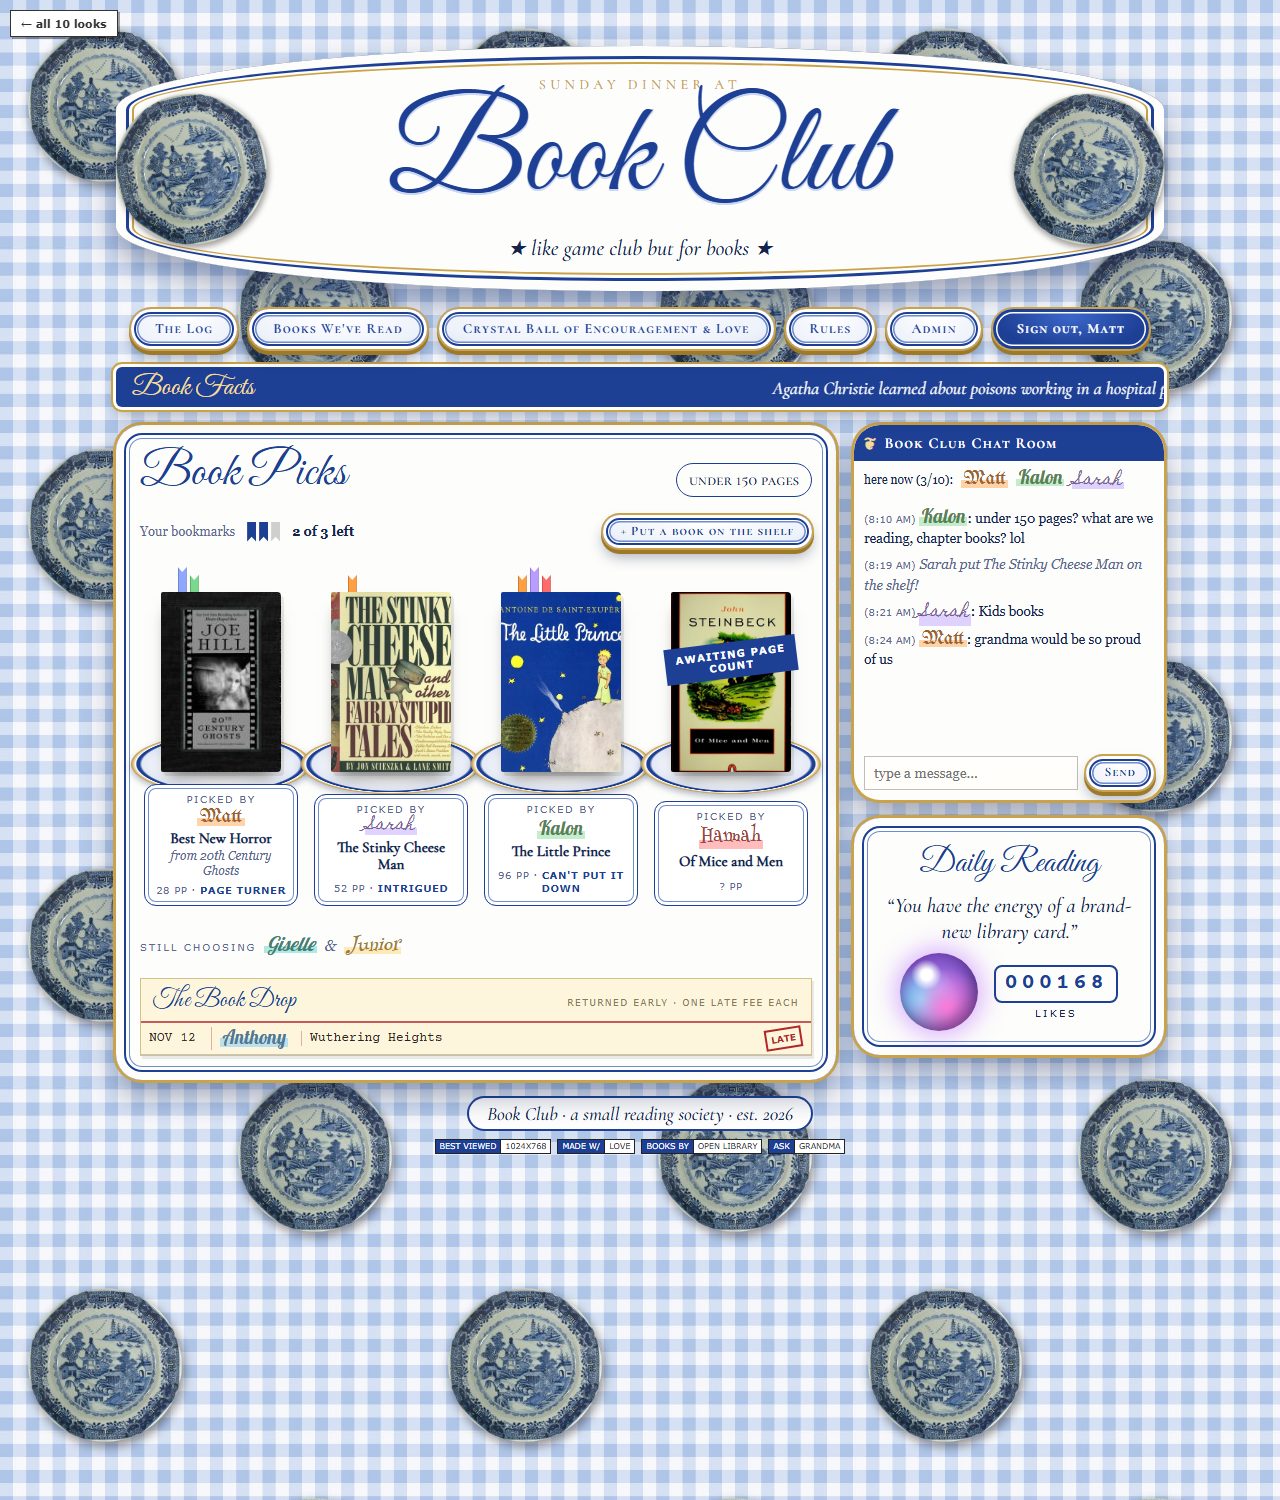 ← all 10 looks
SUNDAY DINNER AT
Book Club
★ like game club but for books ★
The Log
Books We've Read
Crystal Ball of Encouragement & Love
Rules
Admin
Sign out, Matt
Book Facts
Agatha Christie learned about poisons working in a hospital
Book Picks
UNDER 150 PAGES
Your bookmarks
2 of 3 left
+ Put a book on the shelf
JOE
HILL
20TH
CENTURY
GHOSTS
THE STINKY
CHEESE
MAN and
other
FAIRLY STUPID
TALES
BY JON SCIESZKA & LANE SMIT
ANTOINE DE SAINT-EXUPÉR
The Little Prince
John
STEINBECK
AWAITING PAGE
COUNT
Of Mice and Men
PICKED BY
Matt
Best New Horror
from 20th Century
Ghosts
28 PP · PAGE TURNER
PICKED BY
Sarah
The Stinky Cheese
Man
52 PP · INTRIGUED
PICKED BY
Kalon
The Little Prince
96 PP · CAN'T PUT IT
DOWN
PICKED BY
Hannah
Of Mice and Men
? PP
STILL CHOOSING Giselle & Junior
The Book Drop
RETURNED EARLY · ONE LATE FEE EACH
NOV 12 Anthony Wuthering Heights LATE
Book Club Chat Room
here now (3/10): Matt Kalon Sarah
(8:10 AM) Kalon: under 150 pages? what are we
reading, chapter books? lol
(8:19 AM) Sarah put The Stinky Cheese Man on
the shelf!
(8:21 AM) Sarah: Kids books
(8:24 AM) Matt: grandma would be so proud
of us
type a message...
Send
Daily Reading
“You have the energy of a brand-
new library card.”
000168
LIKES
Book Club · a small reading society · est. 2026
BEST VIEWED 1024X768 MADE W/ LOVE BOOKS BY OPEN LIBRARY ASK GRANDMA